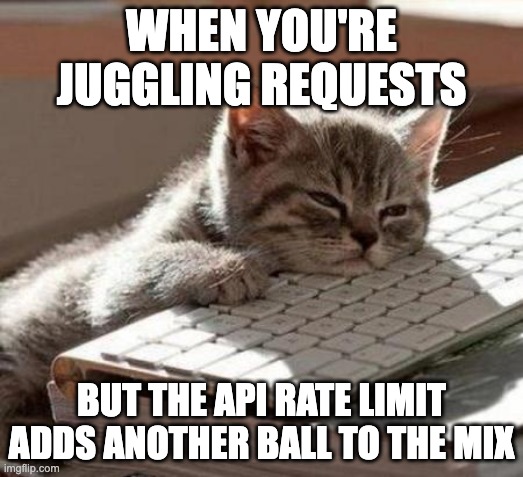 WHEN YOU'RE
JUGGLING REQUESTS
BUT THE API RATE LIMIT
ADDS ANOTHER BALL TO THE MIX
imgflip.com